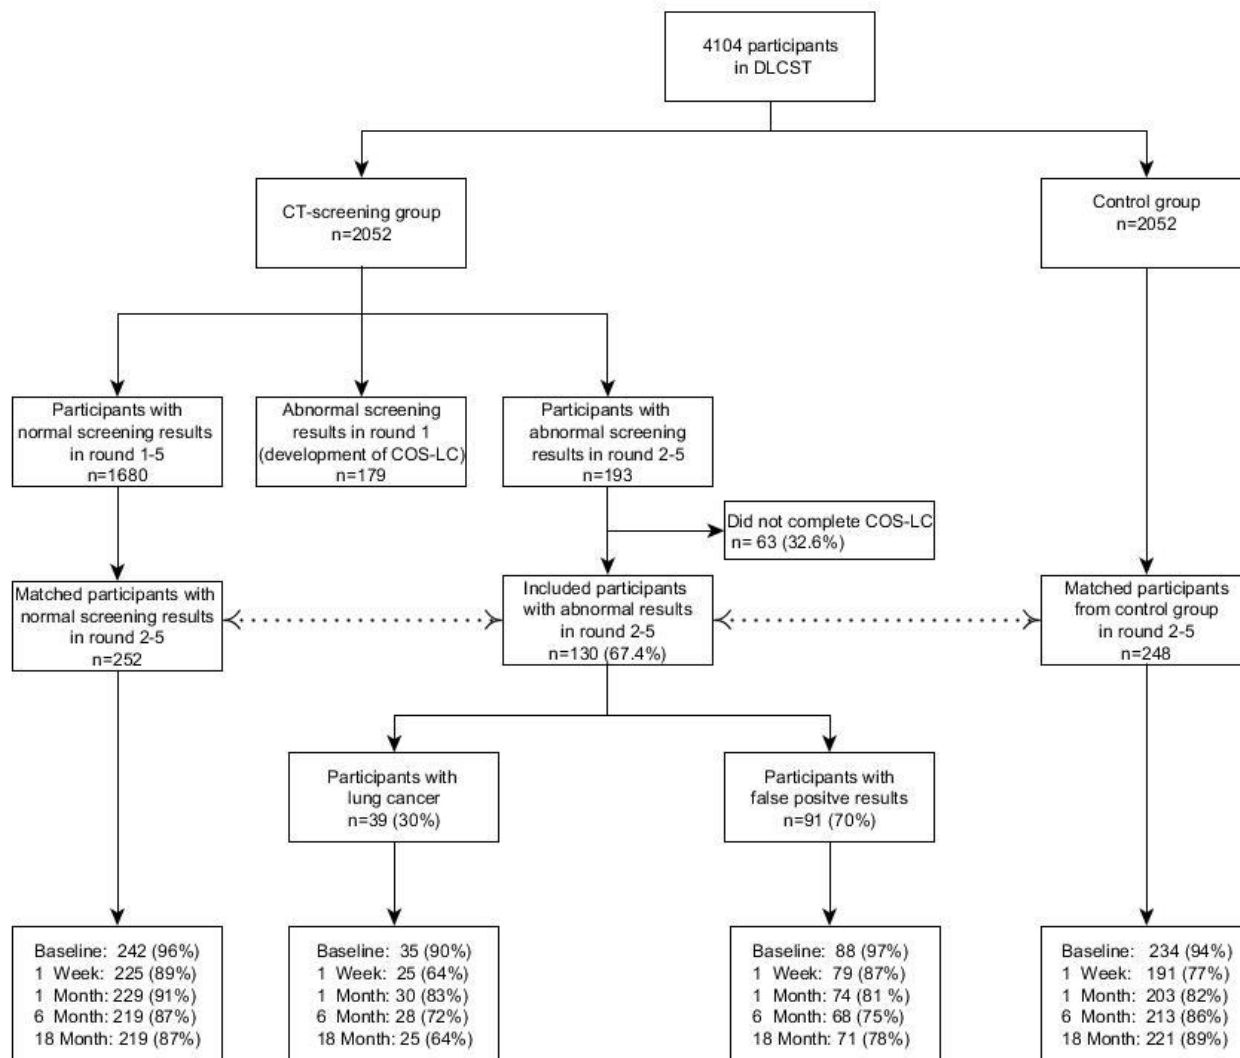 4104 participants
in DLCST
CT-screening group
n=2052
Control group
n=2052
Participants with
normal screening results
in round 1-5
n=1680
Abnormal screening
results in round 1
(development of COS-LC)
n=179
Participants with
abnormal screening
results in round 2-5
n=193
Did not complete COS-LC
n= 63 (32.6%)
Matched participants with
normal screening results
in round 2-5
n=252
Included participants
with abnormal results
in round 2-5
n=130 (67.4%)
Matched participants
from control group
in round 2-5
n=248
Participants with
lung cancer
n=39 (30%)
Participants with
false positve results
n=91 (70%)
Baseline: 242 (96%)
1 Week: 225 (89%)
1 Month: 229 (91%)
6 Month: 219 (87%)
18 Month: 219 (87%)
Baseline: 35 (90%)
1 Week: 25 (64%)
1 Month: 30 (83%)
6 Month: 28 (72%)
18 Month: 25 (64%)
Baseline: 88 (97%)
1 Week: 79 (87%)
1 Month: 74 (81 %)
6 Month: 68 (75%)
18 Month: 71 (78%)
Baseline: 234 (94%)
1 Week: 191 (77%)
1 Month: 203 (82%)
6 Month: 213 (86%)
18 Month: 221 (89%)